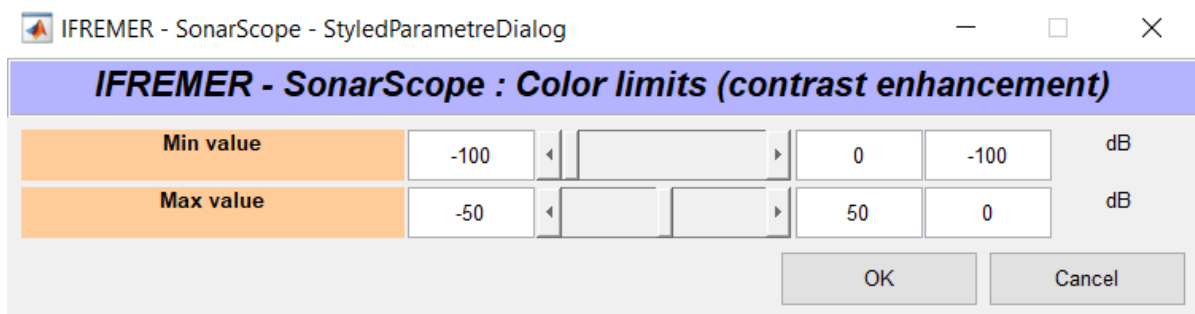 IFREMER - SonarScope - StyledParametreDialog
IFREMER - SonarScope : Color limits (contrast enhancement)
Min value -100 0 -100 dB
Max value -50 50 0 dB
OK Cancel